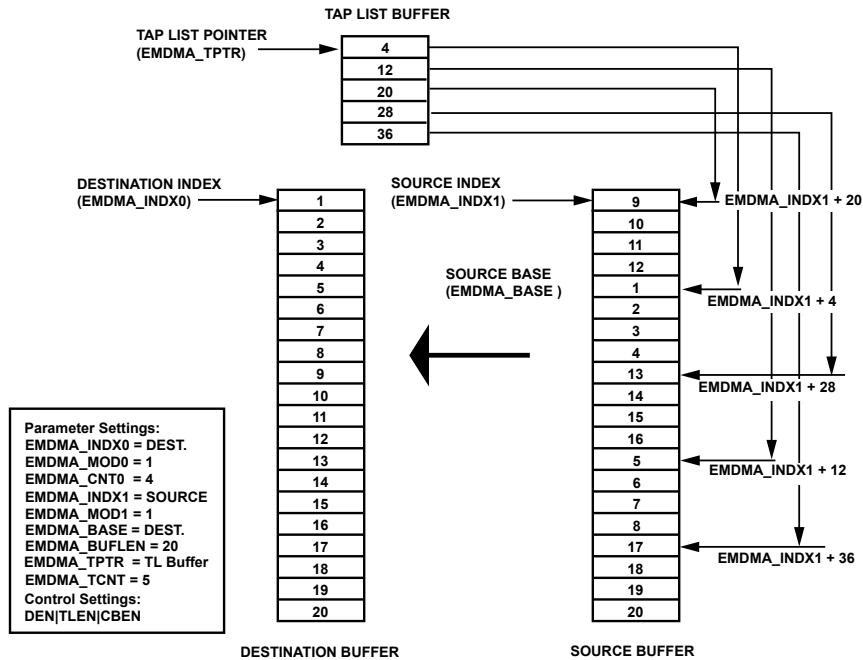 TAP LIST BUFFER
TAP LIST POINTER
(EMDMA_TPTR)
4
12
20
28
36
DESTINATION INDEX
(EMDMA_INDX0)
1
2
3
4
5
6
7
8
9
10
11
12
13
14
15
16
17
18
19
20
DESTINATION BUFFER
SOURCE INDEX
(EMDMA_INDX1)
SOURCE BASE
(EMDMA_BASE )
9
10
11
12
1
2
3
4
13
14
15
16
5
6
7
8
17
18
19
20
SOURCE BUFFER
EMDMA_INDX1 + 20
EMDMA_INDX1 + 4
EMDMA_INDX1 + 28
EMDMA_INDX1 + 12
EMDMA_INDX1 + 36
Parameter Settings:
EMDMA_INDX0 = DEST.
EMDMA_MOD0 = 1
EMDMA_CNT0 = 4
EMDMA_INDX1 = SOURCE
EMDMA_MOD1 = 1
EMDMA_BASE = DEST.
EMDMA_BUFLEN = 20
EMDMA_TPTR = TL Buffer
EMDMA_TCNT = 5
Control Settings:
DEN|TLEN|CBEN